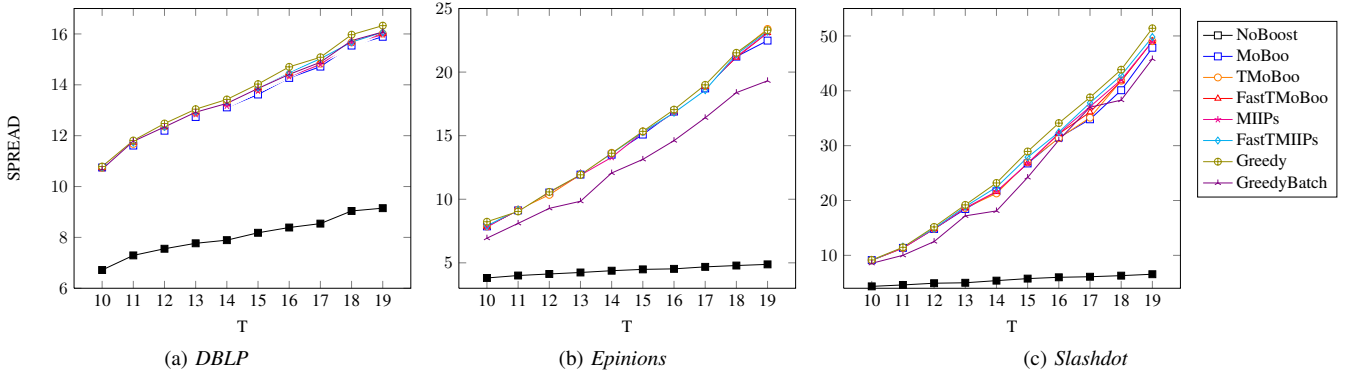 SPREAD
16
14
12
10
8
6
10 11 12 13 14 15 16 17 18 19
T
(a) DBLP
25
20
15
10
5
10 11 12 13 14 15 16 17 18 19
T
(b) Epinions
50
40
30
20
10
10 11 12 13 14 15 16 17 18 19
T
(c) Slashdot
NoBoost
MoBoo
TMoBoo
FastTMoBoo
MIIPs
FastTMIIPs
Greedy
GreedyBatch